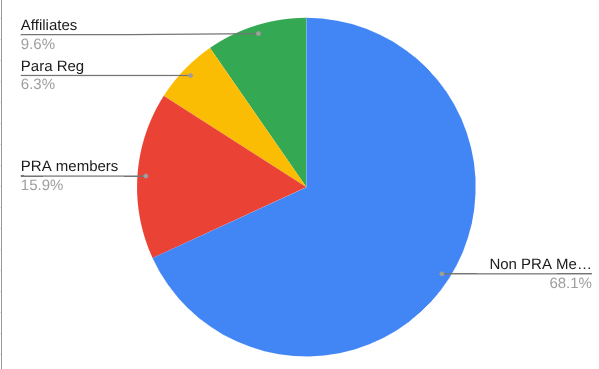 Affiliates
9.6%
Para Reg
6.3%
PRA members
15.9%
Non PRA Me…
68.1%